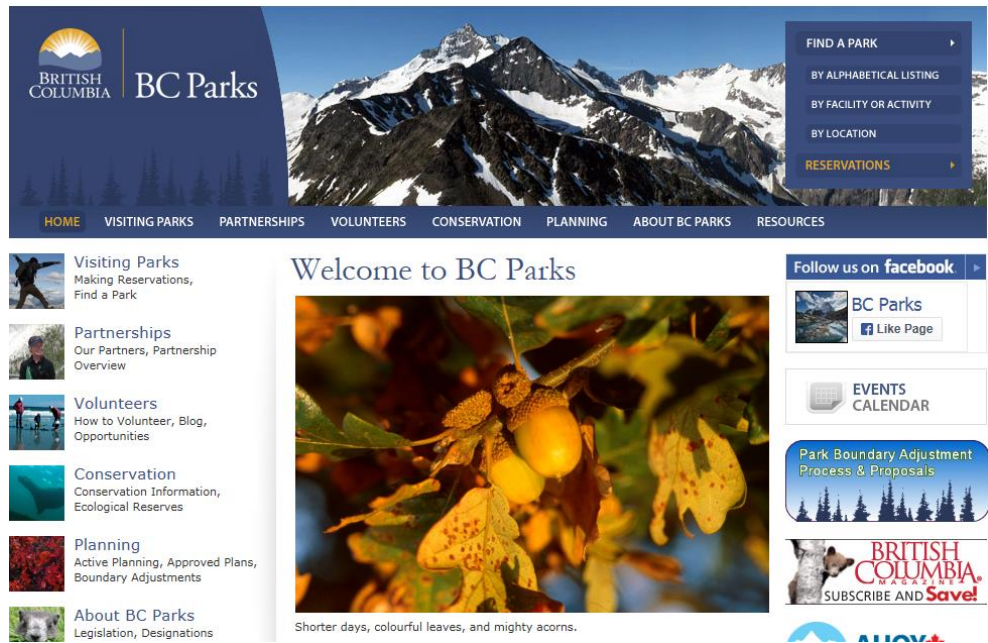 BRITISH
COLUMBIA
BC Parks
FIND A PARK
BY ALPHABETICAL LISTING
BY FACILITY OR ACTIVITY
BY LOCATION
RESERVATIONS
HOME VISITING PARKS PARTNERSHIPS VOLUNTEERS CONSERVATION PLANNING ABOUT BC PARKS RESOURCES
Visiting Parks
Making Reservations,
Find a Park
Partnerships
Our Partners, Partnership
Overview
Volunteers
How to Volunteer, Blog,
Opportunities
Conservation
Conservation Information,
Ecological Reserves
Planning
Active Planning, Approved Plans,
Boundary Adjustments
About BC Parks
Legislation, Designations
Welcome to BC Parks
Shorter days, colourful leaves, and mighty acorns.
Follow us on facebook.
BC Parks
Like Page
EVENTS
CALENDAR
Park Boundary Adjustment
Process & Proposals
BRITISH
COLUMBIA
MAGAZINE
SUBSCRIBE AND Save!
AHOY